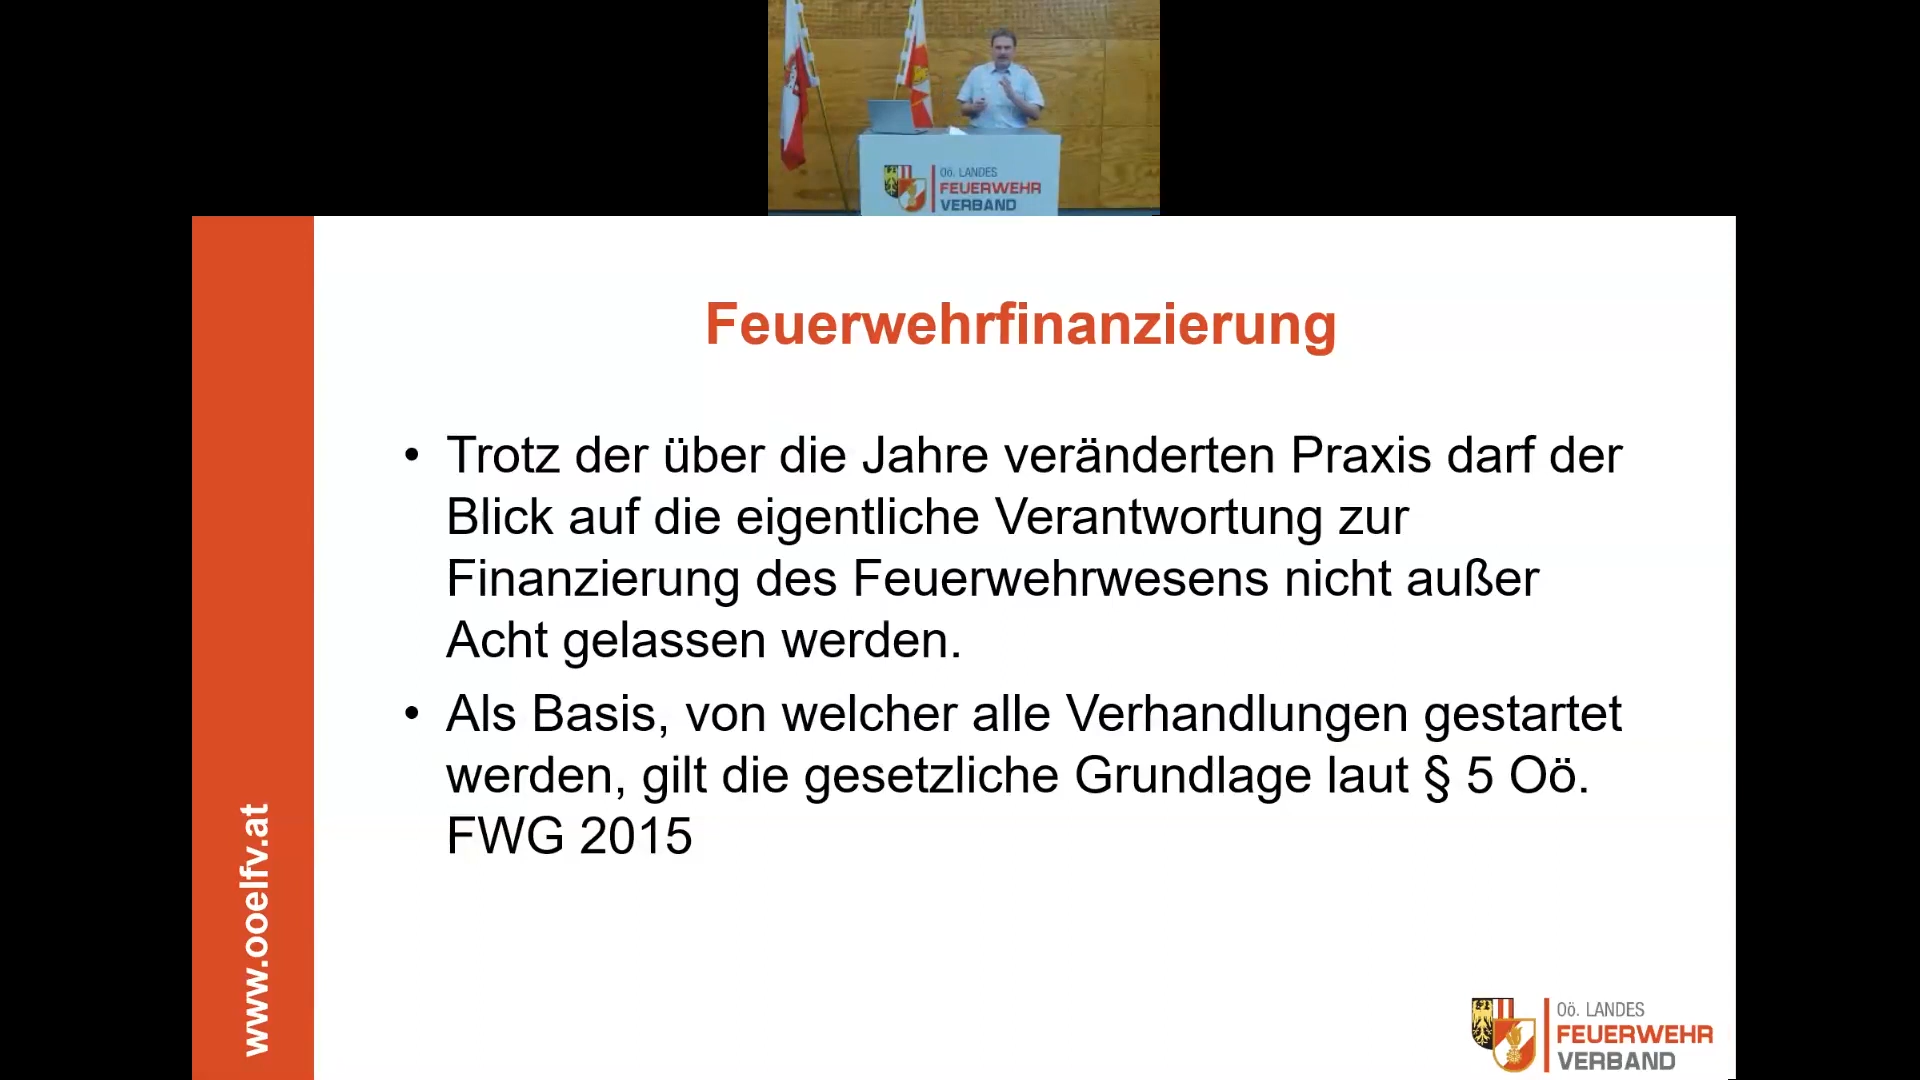 Oö. LANDES
FEUERWEHR
VERBAND
Feuerwehrfinanzierung
• Trotz der über die Jahre veränderten Praxis darf der
Blick auf die eigentliche Verantwortung zur
Finanzierung des Feuerwehrwesens nicht außer
Acht gelassen werden.
• Als Basis, von welcher alle Verhandlungen gestartet
werden, gilt die gesetzliche Grundlage laut § 5 Oö.
FWG 2015
www.ooelfv.at
Oö. LANDES
FEUERWEHR
VERBAND